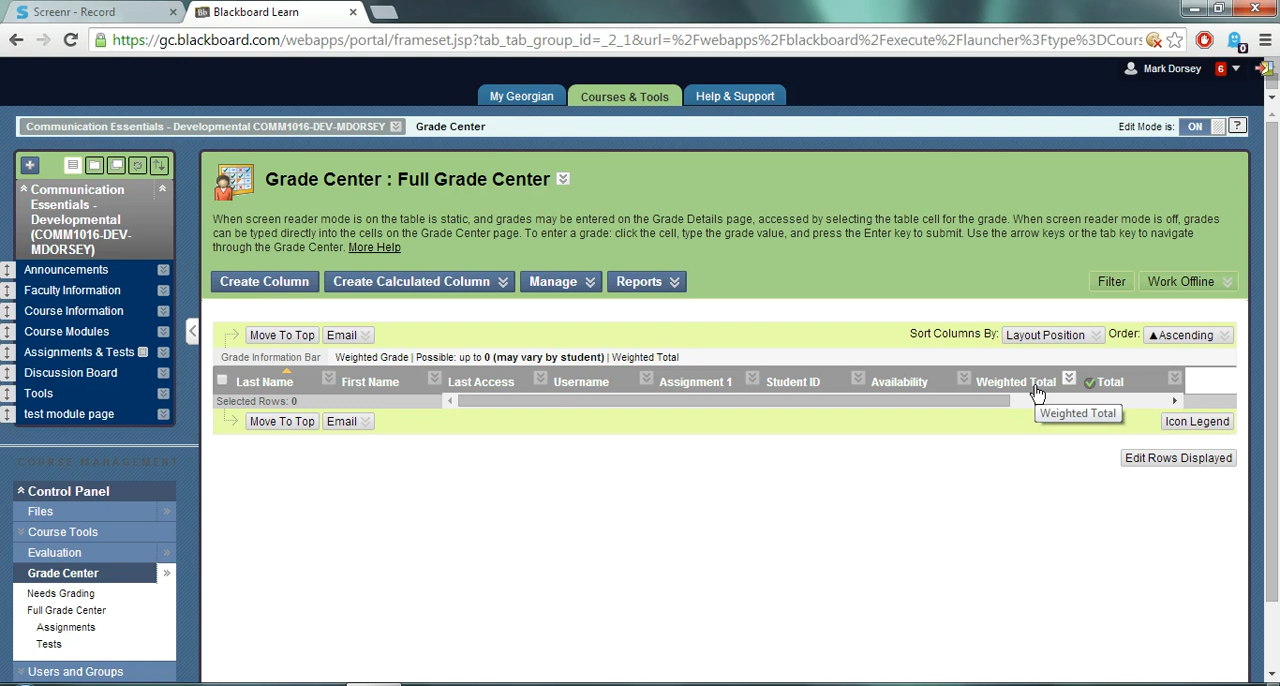 Screenr - Record
Blackboard Learn
https://gc.blackboard.com/webapps/portal/frameset.jsp?tab_tab_group_id=_2_1&url=%2Fwebapps%2Fblackboard%2Fexecute%2Flauncher%3Ftype%3DCours
Mark Dorsey 6
My Georgian Courses & Tools Help & Support
Communication Essentials - Developmental COMM1016-DEV-MDORSEY Grade Center Edit Mode is: ON ?
Communication
Essentials -
Developmental
(COMM1016-DEV-
MDORSEY)
Announcements
Faculty Information
Course Information
Course Modules
Assignments & Tests
Discussion Board
Tools
test module page
COURSE MANAGEMENT
Control Panel
Files
Course Tools
Evaluation
Grade Center
Needs Grading
Full Grade Center
Assignments
Tests
Users and Groups
Grade Center : Full Grade Center
When screen reader mode is on the table is static, and grades may be entered on the Grade Details page, accessed by selecting the table cell for the grade. When screen reader mode is off, grades
can be typed directly into the cells on the Grade Center page. To enter a grade: click the cell, type the grade value, and press the Enter key to submit. Use the arrow keys or the tab key to navigate
through the Grade Center. More Help
Create Column Create Calculated Column Manage Reports Filter Work Offline
Move To Top Email Sort Columns By: Layout Position Order: ▲Ascending
Grade Information Bar Weighted Grade | Possible: up to 0 (may vary by student) | Weighted Total
Last Name First Name Last Access Username Assignment 1 Student ID Availability Weighted Total Total
Selected Rows: 0
Weighted Total
Move To Top Email Icon Legend
Edit Rows Displayed